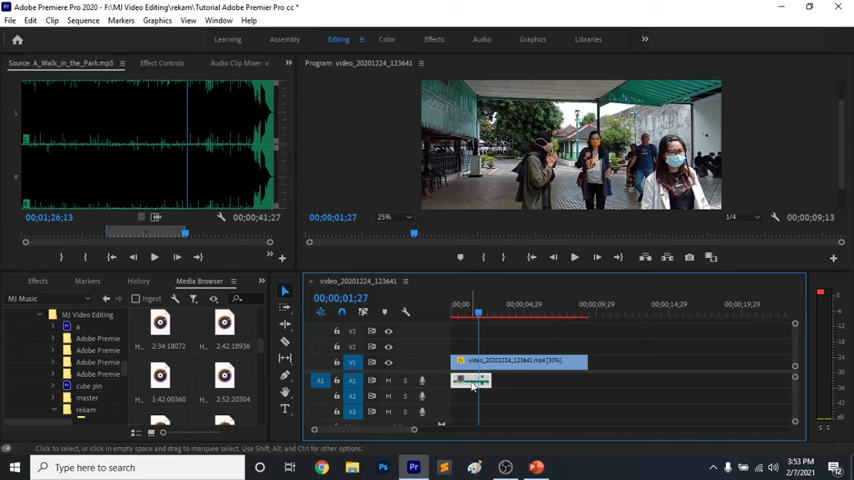 Adobe Premiere Pro 2020 - F:\MJ Video Editing\rekam\Tutorial Adobe Premier Pro cc *
File Edit Clip Sequence Markers Graphics View Window Help
Learning Assembly Editing Color Effects Audio Graphics Libraries
Source: A_Walk_in_the_Park.mp3 Effect Controls Audio Clip Mixer: v
Program: video_20201224_123641
L
R
00;01;26;13 00;00;41;27
00;00;01;27 25% 1/4 00;00;09;13
Effects Markers History Media Browser
MJ Music Ingest
MJ Video Editing
a
Adobe Premie
Adobe Premie
Adobe Premie
Adobe Premie
cube pin
master
rekam
H... 2:34:18072 H... 2:42:18936
H... 1:42:00360 H... 2:04:15336
video_20201224_123641
00;00;01;27
;00;00 00;00;04;29 00;00;09;29 00;00;14;29 00;00;19;29
V3
V2
V1 video_20201224_123641.mp4 [30%]
A1 A1 M S
A2 M S
A3 M S
S S
Click to select, or click in empty space and drag to marquee select. Use Shift, Alt, and Ctrl for other options.
Type here to search
3:53 PM
2/7/2021